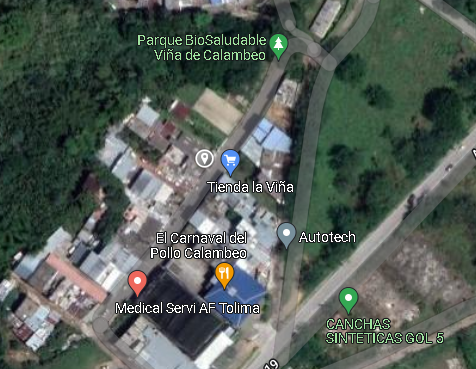 Parque BioSaludable
Viña de Calambeo
Tienda la Viña
El Carnaval del
Pollo Calambeo
Autotech
Medical Servi AF Tolima
CANCHAS
SINTETICAS GOL 5
19